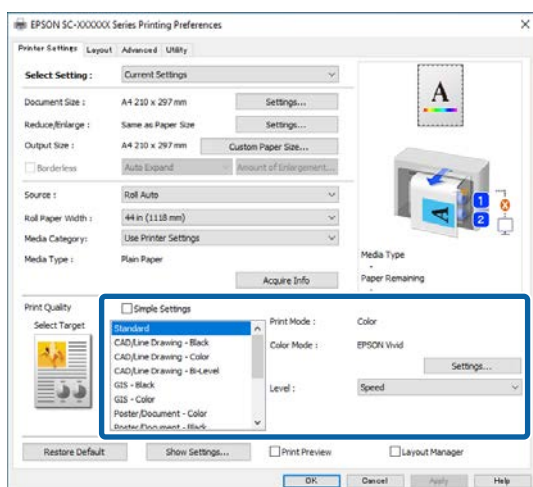 EPSON SC-XXXXXX Series Printing Preferences
Printer Settings Layout Advanced Utility
Select Setting : Current Settings
Document Size : A4 210 x 297 mm Settings...
Reduce/Enlarge : Same as Paper Size Settings...
Output Size : A4 210 x 297 mm Custom Paper Size...
Borderless Auto Expand Amount of Enlargement...
Source : Roll Auto
Roll Paper Width : 44 in (1118 mm)
Media Category: Use Printer Settings
Media Type : Plain Paper
Acquire Info
A
A
1
2
Media Type
-
Paper Remaining
-
Print Quality
Select Target
Simple Settings
Standard
CAD/Line Drawing - Black
CAD/Line Drawing - Color
CAD/Line Drawing - Bi-Level
GIS - Black
GIS - Color
Poster/Document - Color
Poster/Document - Black
Print Mode : Color
Color Mode : EPSON Vivid
Settings...
Level : Speed
Restore Default Show Settings... Print Preview Layout Manager
OK Cancel Apply Help